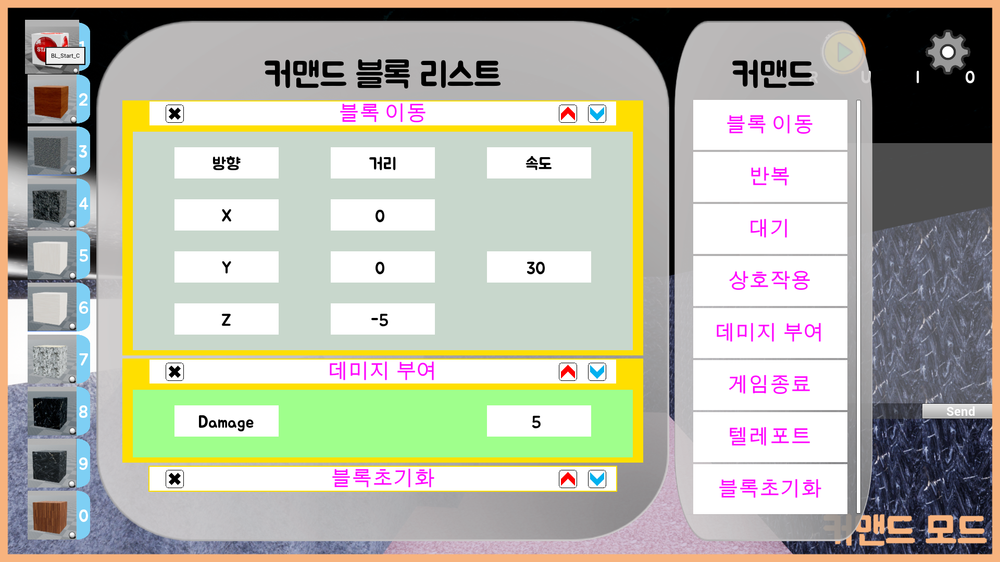 BL_Start_C
1
2
3
4
5
6
7
8
9
0
커맨드 블록 리스트
블록 이동
방향 거리 속도
X 0
Y 0 30
Z -5
데미지 부여
Damage 5
블록초기화
커맨드
블록 이동
반복
대기
상호작용
데미지 부여
게임종료
텔레포트
블록초기화
R U I O
Send
커맨드 모드